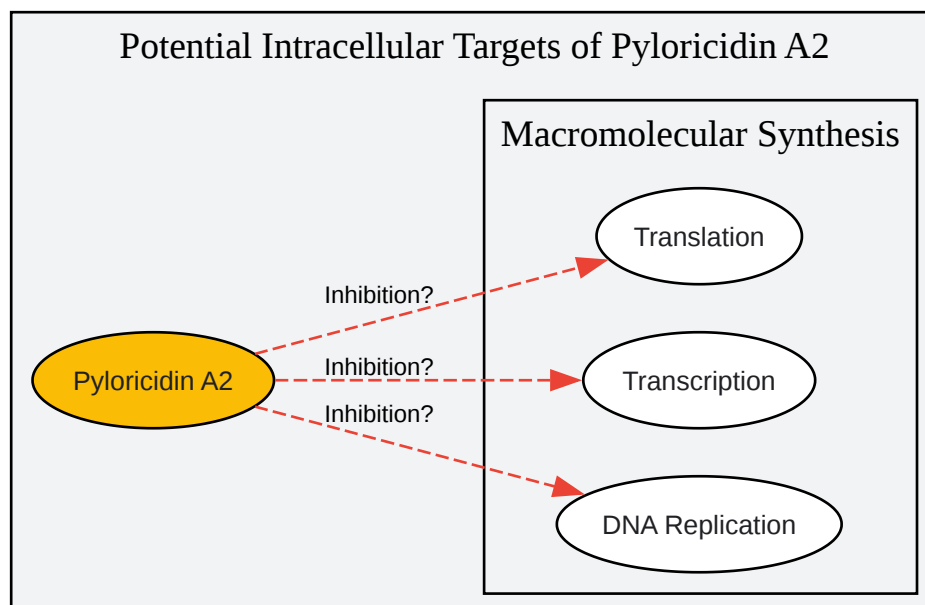 Potential Intracellular Targets of Pyloricidin A2
Macromolecular Synthesis
Translation
Inhibition?
Pyloricidin A2
Inhibition?
Transcription
Inhibition?
DNA Replication